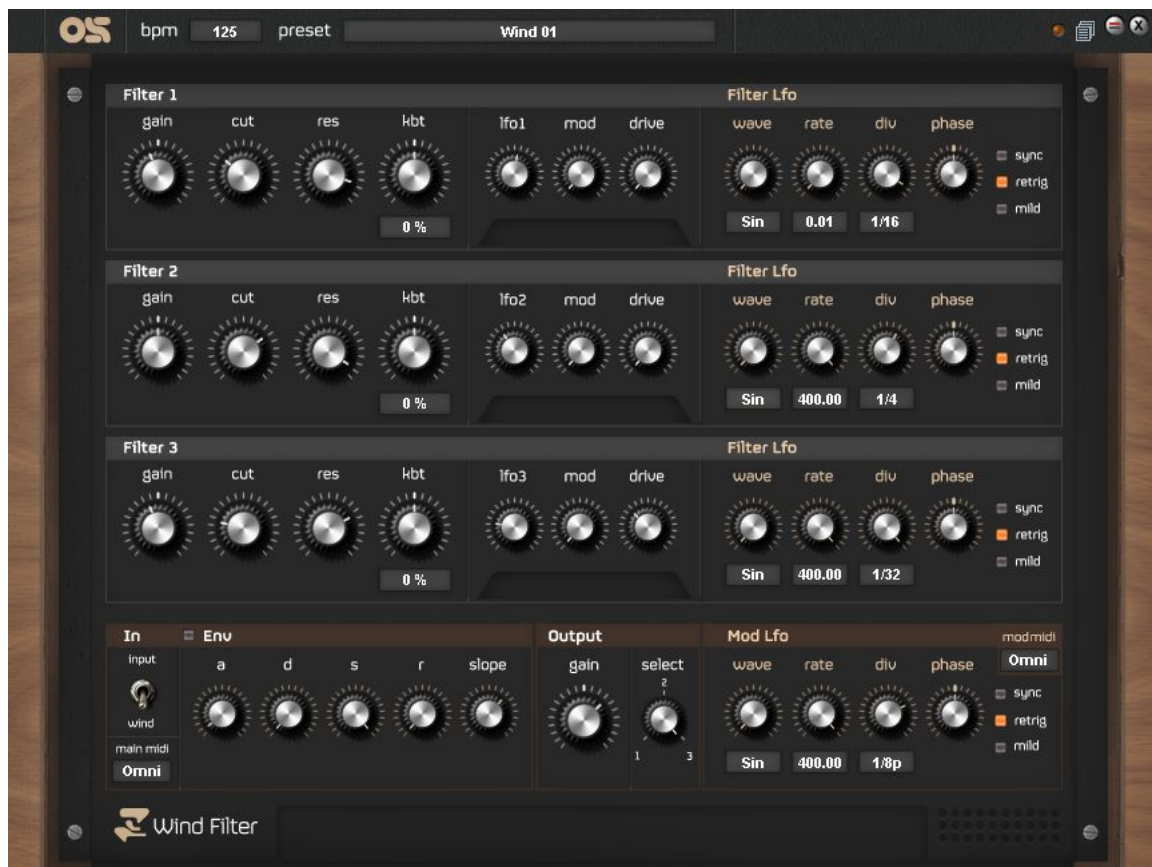 OS bpm 125 preset Wind 01
Filter 1 Filter Lfo
gain cut res kbt lfo1 mod drive wave rate div phase
sync
retrig
mild
0 % Sin 0.01 1/16
Filter 2 Filter Lfo
gain cut res kbt lfo2 mod drive wave rate div phase
sync
retrig
mild
0 % Sin 400.00 1/4
Filter 3 Filter Lfo
gain cut res kbt lfo3 mod drive wave rate div phase
sync
retrig
mild
0 % Sin 400.00 1/32
In Env Output Mod Lfo modmidi
Omni
input a d s r slope gain select wave rate div phase
2
sync
retrig
mild
wind
main midi
Omni
1 3
Sin 400.00 1/8p
Wind Filter